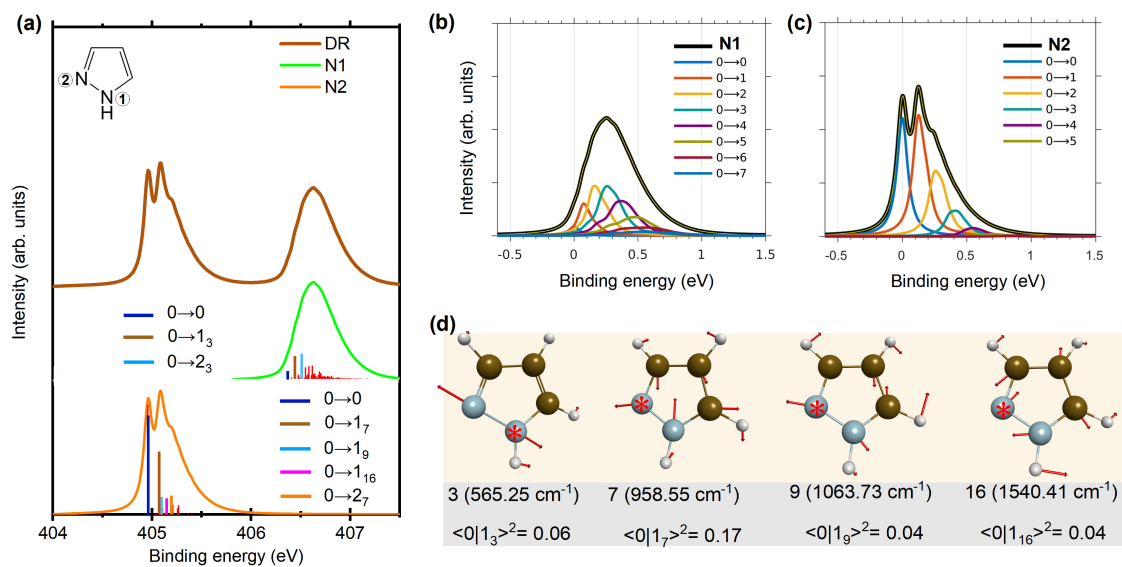 (a)
DR
N1
N2
2
N
N
1
H
Intensity (arb. units)
0→0
0→1₃
0→2₃
0→0
0→1₇
0→1₉
0→1₁₆
0→2₇
404 405 406 407
Binding energy (eV)
(b)
N1
0→0
0→1
0→2
0→3
0→4
0→5
0→6
0→7
Intensity (arb. units)
-0.5 0 0.5 1 1.5
Binding energy (eV)
(c)
N2
0→0
0→1
0→2
0→3
0→4
0→5
Intensity (arb. units)
-0.5 0 0.5 1 1.5
Binding energy (eV)
(d)
3 (565.25 cm⁻¹) 7 (958.55 cm⁻¹) 9 (1063.73 cm⁻¹) 16 (1540.41 cm⁻¹)
<0|1₃>²= 0.06 <0|1₇>²= 0.17 <0|1₉>²= 0.04 <0|1₁₆>²= 0.04